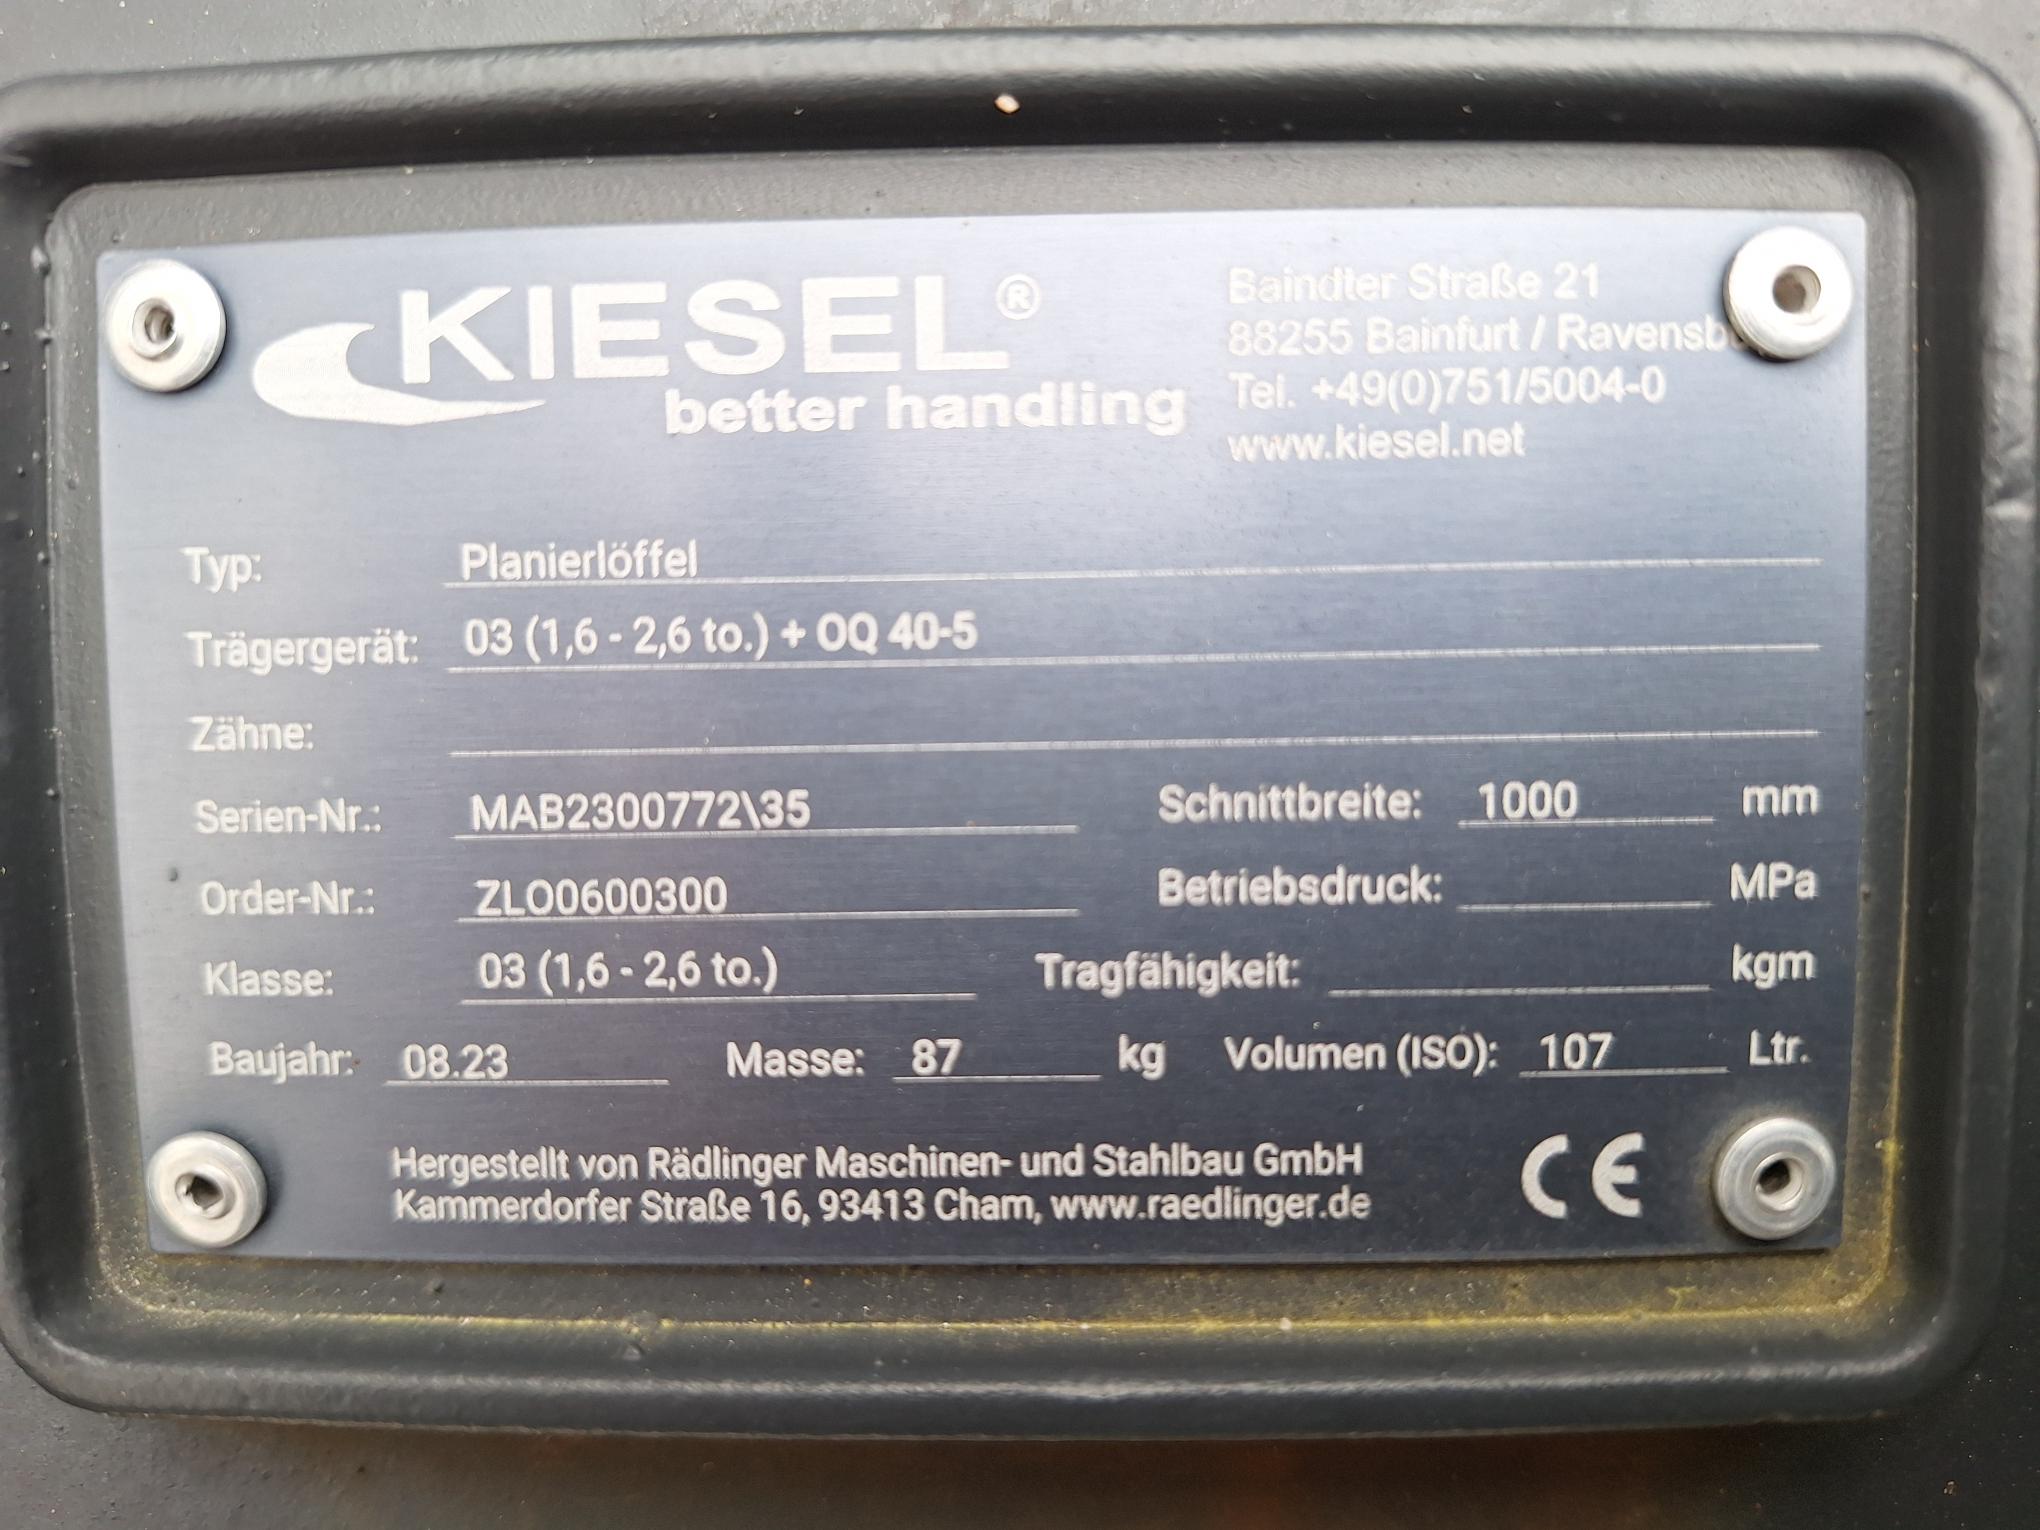 KIESEL®
better handling
Baindter Straße 21
88255 Bainfurt /
Tel. +49(0)751/5004-0
www.kiesel.net
Typ: Planierlöffel
Trägergerät: 03 (1,6 - 2,6 to.) + OQ 40-5
Zähne:
Serien-Nr.: MAB2300772\35 Schnittbreite: 1000 mm
Order-Nr.: ZLO0600300 Betriebsdruck: MPa
Klasse: 03 (1,6 - 2,6 to.) Tragfähigkeit: kgm
Baujahr: 08.23 Masse: 87 kg Volumen (ISO): 107 Ltr.
Hergestellt von Rädlinger Maschinen- und Stahlbau GmbH
Kammerdorfer Straße 16, 93413 Cham, www.raedlinger.de
CE